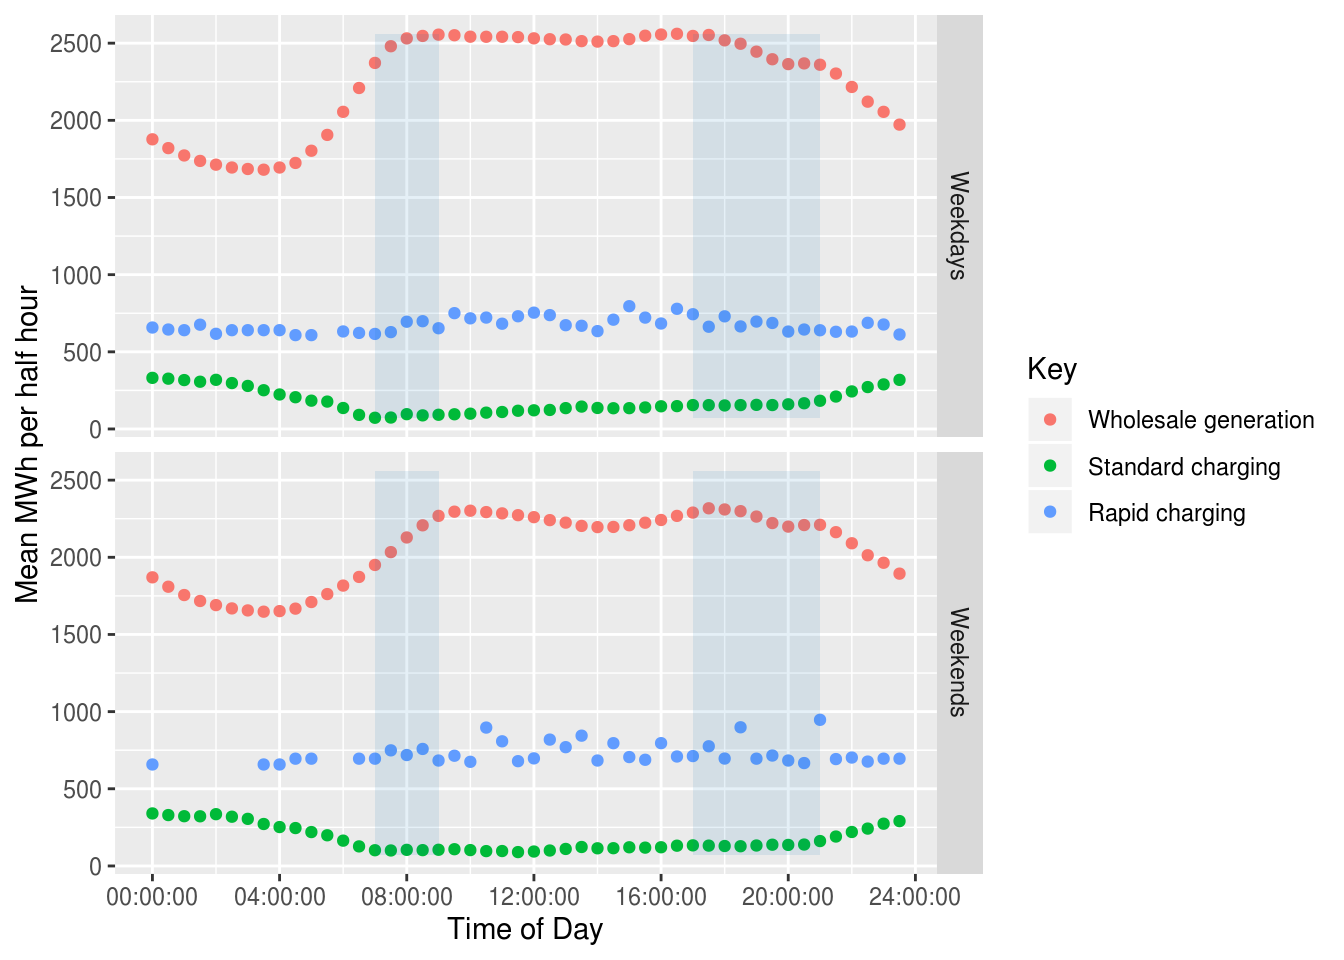 Mean MWh per half hour
2500
2000
1500
1000
500
0
Weekdays
2500
2000
1500
1000
500
0
Weekends
00:00:00 04:00:00 08:00:00 12:00:00 16:00:00 20:00:00 24:00:00
Time of Day
Key
Wholesale generation
Standard charging
Rapid charging